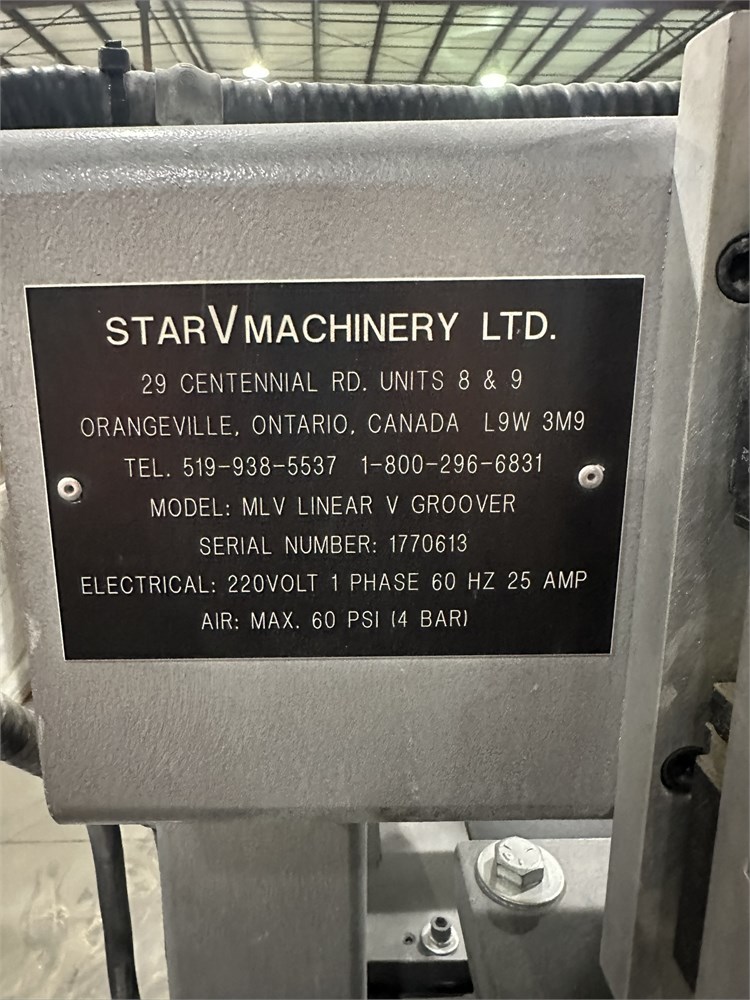 STARVMACHINERY LTD.
29 CENTENNIAL RD. UNITS 8 & 9
ORANGEVILLE, ONTARIO, CANADA L9W 3M9
TEL. 519-938-5537 1-800-296-6831
MODEL: MLV LINEAR V GROOVER
SERIAL NUMBER: 1770613
ELECTRICAL: 220VOLT 1 PHASE 60 HZ 25 AMP
AIR: MAX. 60 PSI (4 BAR)